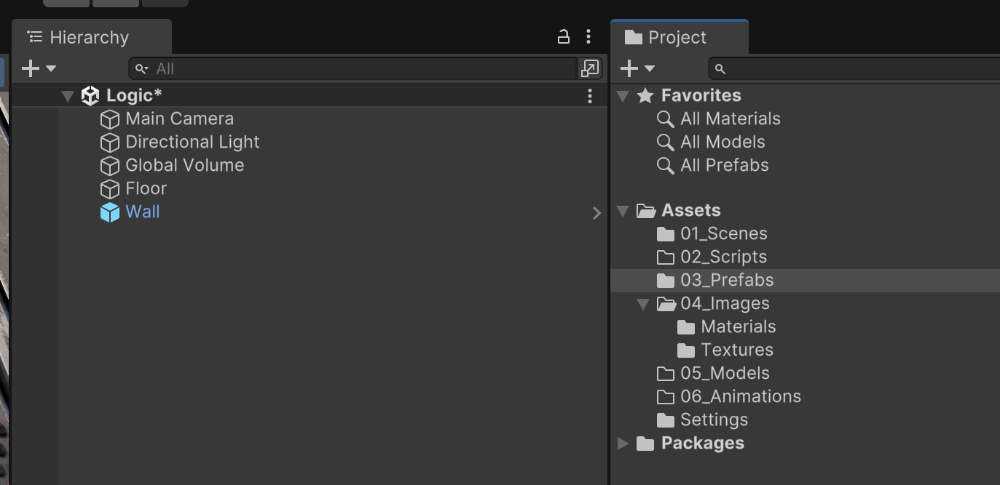 Hierarchy
All
Logic*
Main Camera
Directional Light
Global Volume
Floor
Wall
Project
Favorites
All Materials
All Models
All Prefabs
Assets
01_Scenes
02_Scripts
03_Prefabs
04_Images
Materials
Textures
05_Models
06_Animations
Settings
Packages